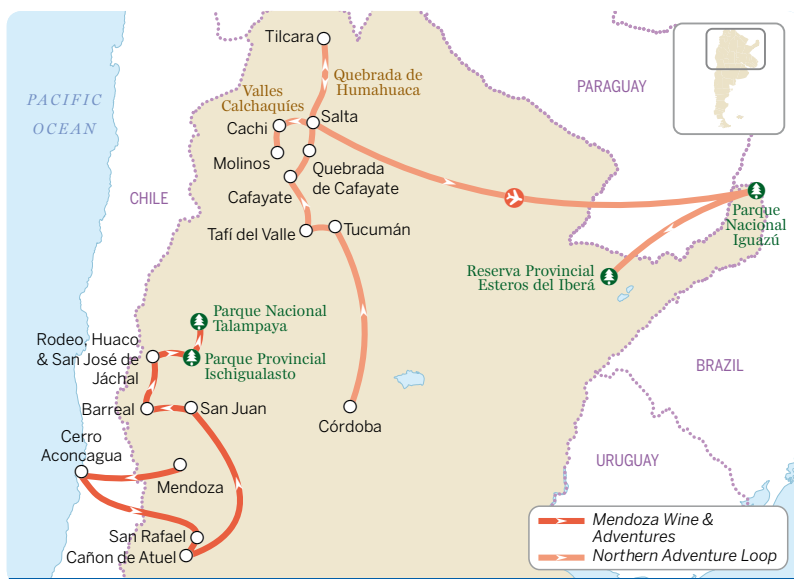 Tilcara
Quebrada de
Humahuaca
PARAGUAY
Valles
Calchaquíes
PACIFIC
OCEAN
Salta
Cachi
Molinos
Quebrada
de Cafayate
Cafayate
CHILE
Parque
Nacional
Iguazú
Tafí del Valle
Tucumán
Reserva Provincial
Esteros del Iberá
Parque Nacional
Talampaya
Rodeo, Huaco
& San José de
Jáchal
Parque Provincial
Ischigualasto
BRAZIL
Barreal
San Juan
Córdoba
Cerro
Aconcagua
URUGUAY
Mendoza
San Rafael
Cañon de Atuel
Mendoza Wine &
Adventures
Northern Adventure Loop